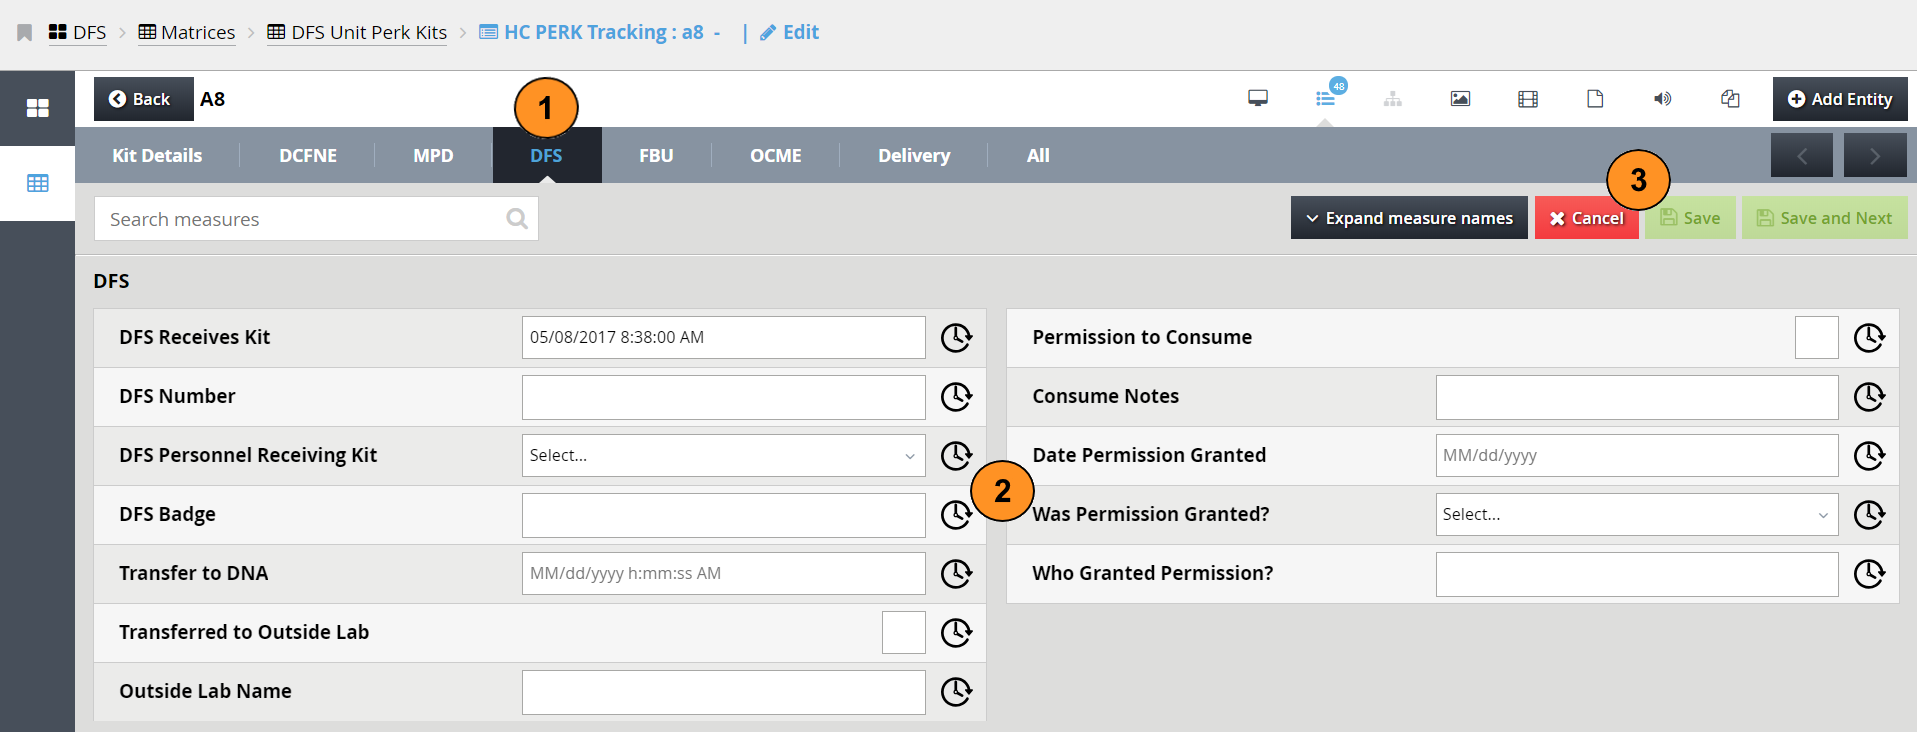 DFS > Matrices > DFS Unit Perk Kits > HC PERK Tracking : a8 - | Edit
Back A8 1 48 Add Entity
Kit Details DCFNE MPD DFS FBU OCME Delivery All
3
Search measures Expand measure names Cancel Save Save and Next
DFS
DFS Receives Kit 05/08/2017 8:38:00 AM Permission to Consume
DFS Number Consume Notes
DFS Personnel Receiving Kit Select... Date Permission Granted MM/dd/yyyy
2
DFS Badge Was Permission Granted? Select...
Transfer to DNA MM/dd/yyyy h:mm:ss AM Who Granted Permission?
Transferred to Outside Lab
Outside Lab Name